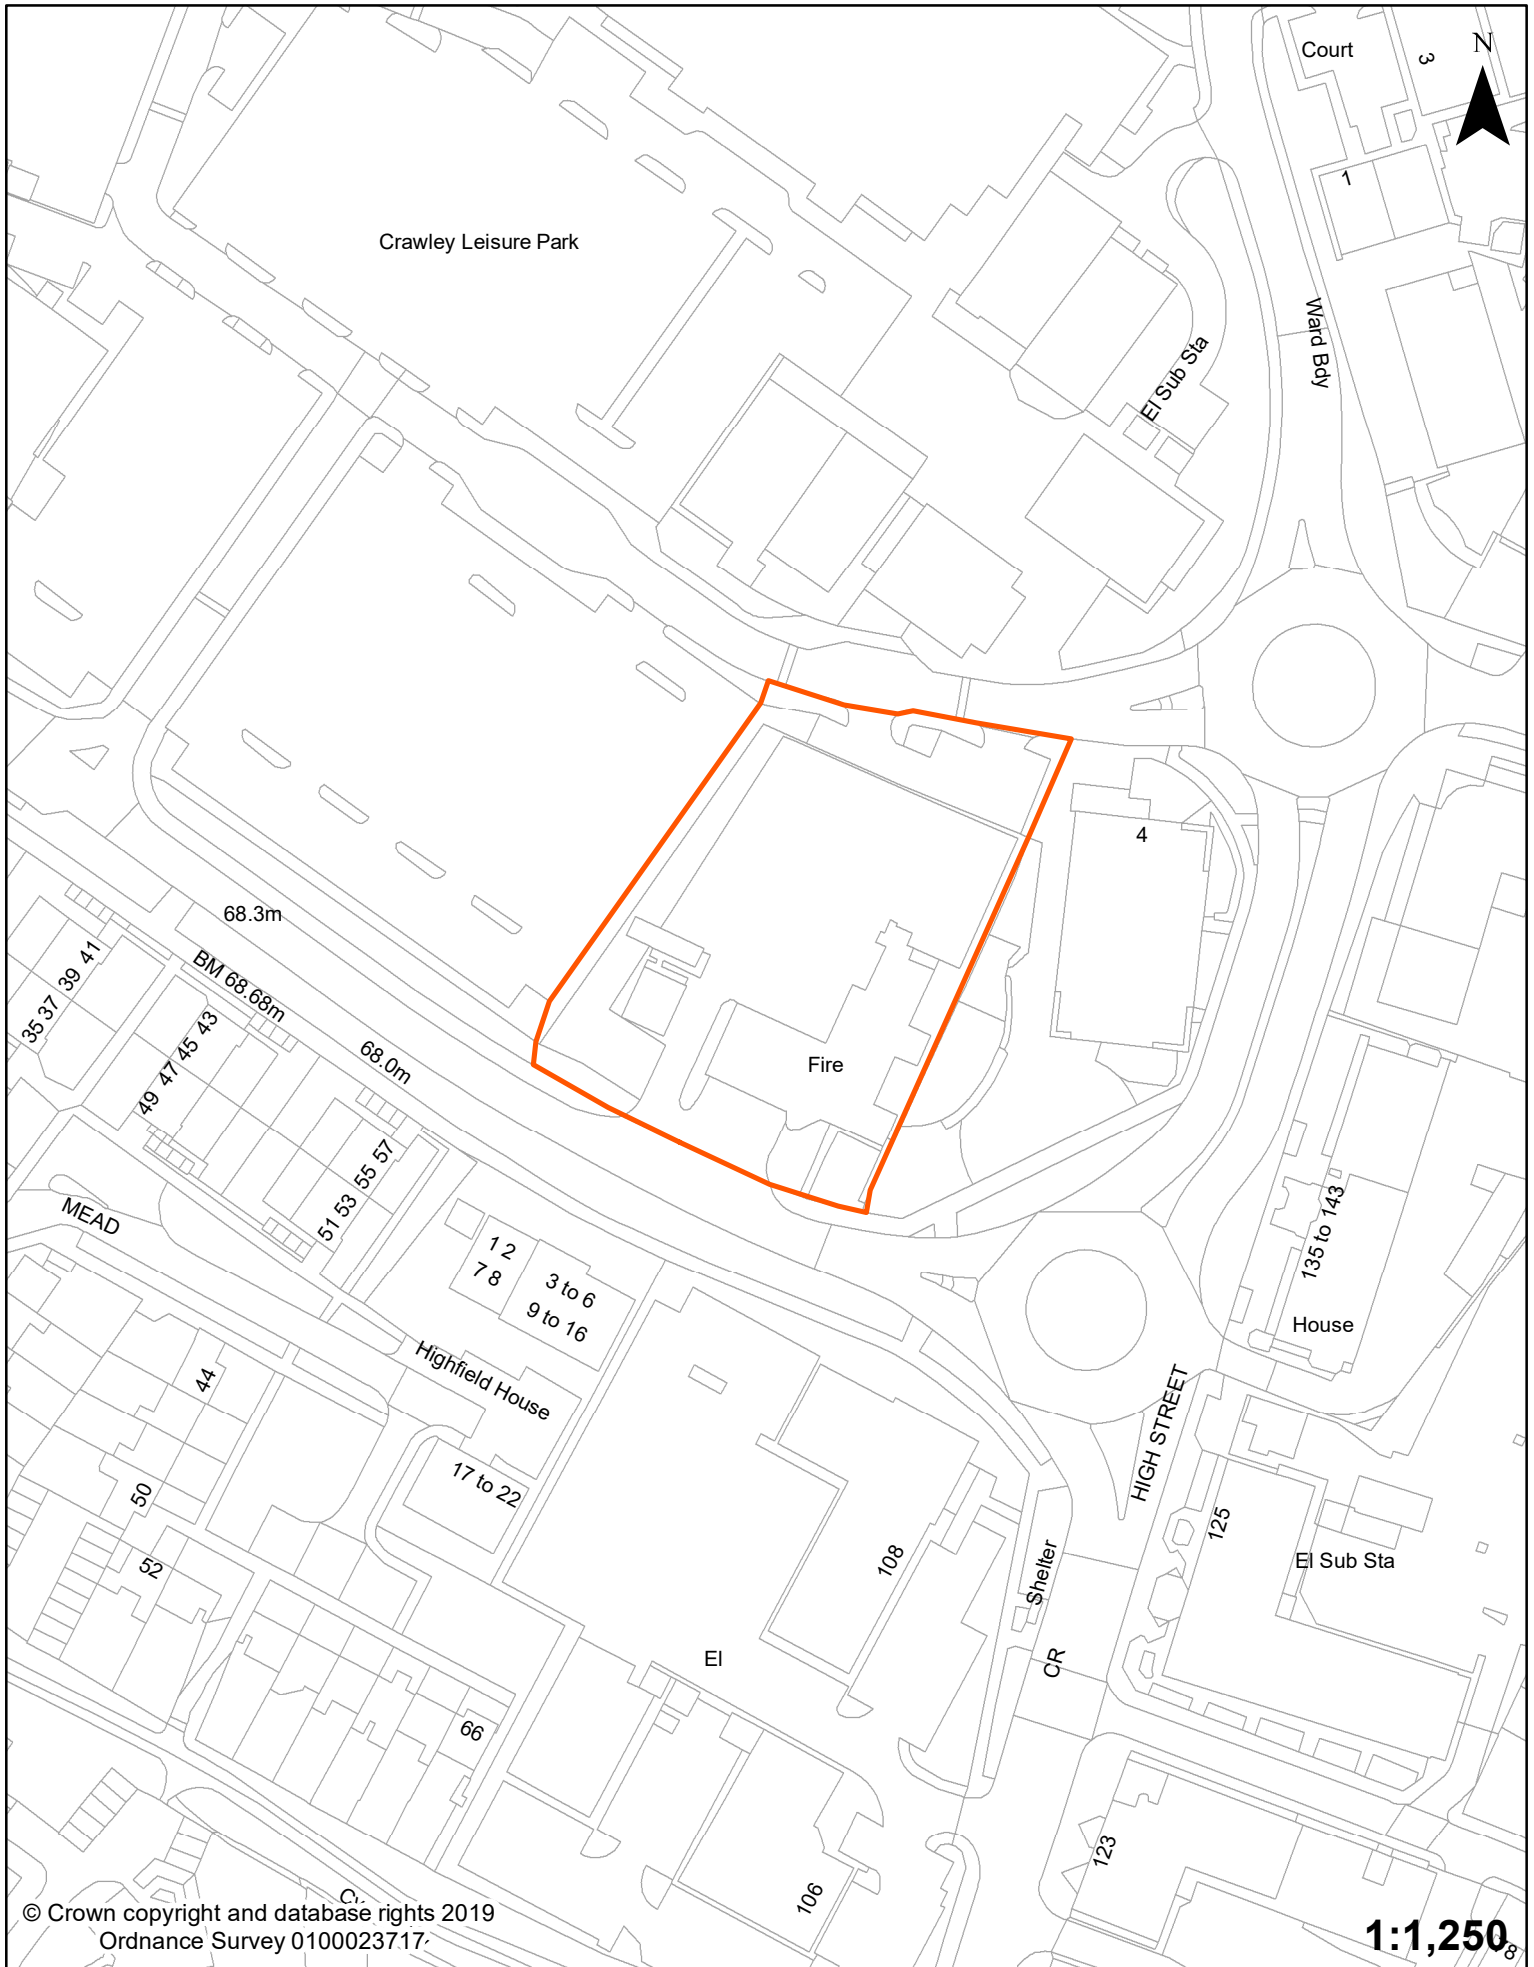 Court
3
N
1
Crawley Leisure Park
Ward Bdy
El Sub Sta
4
68.3m
BM 68.68m
68.0m
35 37 39 41
49 47 45 43
51 53 55 57
Fire
MEAD
1 2
7 8
3 to 6
9 to 16
Highfield House
17 to 22
44
50
52
66
135 to 143
House
HIGH STREET
125
El Sub Sta
108
Shelter
CR
El
106
123
© Crown copyright and database rights 2019
Ordnance Survey 0100023717
1:1,250